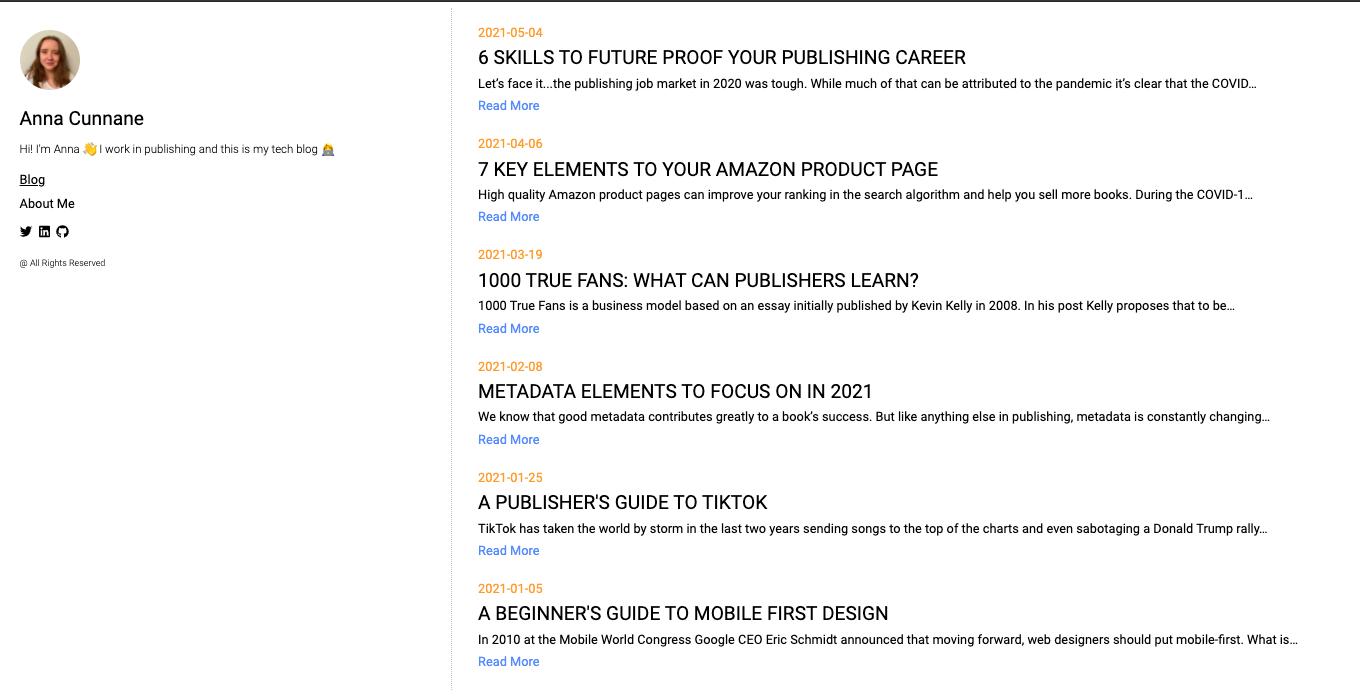 Anna Cunnane
Hi! I'm Anna 👋 I work in publishing and this is my tech blog 👩‍💻
Blog
About Me
@ All Rights Reserved
2021-05-04
6 SKILLS TO FUTURE PROOF YOUR PUBLISHING CAREER
Let’s face it...the publishing job market in 2020 was tough. While much of that can be attributed to the pandemic it’s clear that the COVID…
Read More
2021-04-06
7 KEY ELEMENTS TO YOUR AMAZON PRODUCT PAGE
High quality Amazon product pages can improve your ranking in the search algorithm and help you sell more books. During the COVID-1…
Read More
2021-03-19
1000 TRUE FANS: WHAT CAN PUBLISHERS LEARN?
1000 True Fans is a business model based on an essay initially published by Kevin Kelly in 2008. In his post Kelly proposes that to be…
Read More
2021-02-08
METADATA ELEMENTS TO FOCUS ON IN 2021
We know that good metadata contributes greatly to a book’s success. But like anything else in publishing, metadata is constantly changing…
Read More
2021-01-25
A PUBLISHER'S GUIDE TO TIKTOK
TikTok has taken the world by storm in the last two years sending songs to the top of the charts and even sabotaging a Donald Trump rally…
Read More
2021-01-05
A BEGINNER'S GUIDE TO MOBILE FIRST DESIGN
In 2010 at the Mobile World Congress Google CEO Eric Schmidt announced that moving forward, web designers should put mobile-first. What is…
Read More